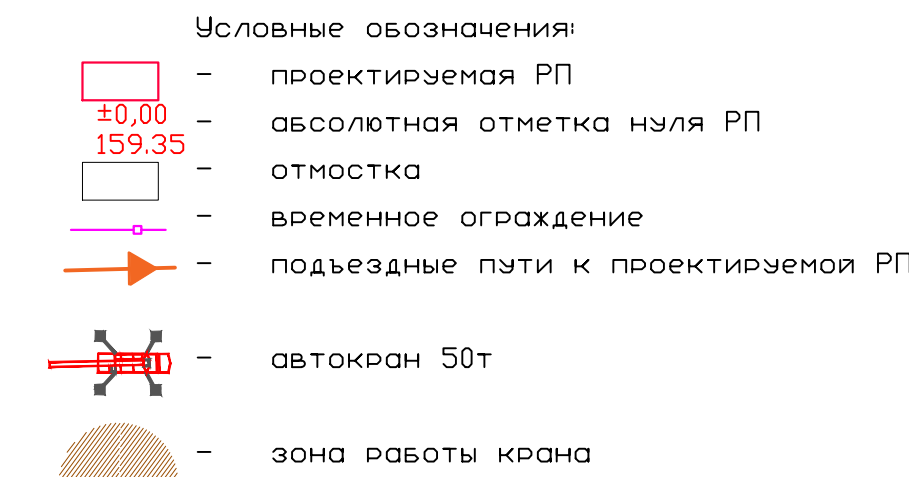 Условные обозначения:
- проектируемая РП
±0,00
159.35
- абсолютная отметка нуля РП
- отмостка
- временное ограждение
- подъездные пути к проектируемой РП
- автокран 50т
- зона работы крана